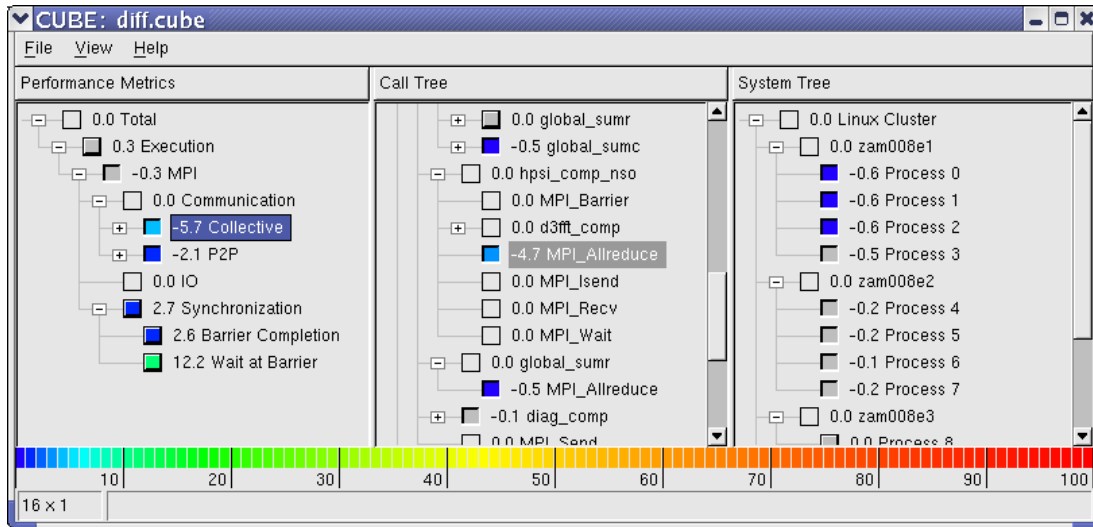 CUBE: diff.cube
File View Help
Performance Metrics
0.0 Total
0.3 Execution
-0.3 MPI
0.0 Communication
-5.7 Collective
-2.1 P2P
0.0 IO
2.7 Synchronization
2.6 Barrier Completion
12.2 Wait at Barrier
Call Tree
0.0 global_sumr
-0.5 global_sumc
0.0 hpsi_comp_nso
0.0 MPI_Barrier
0.0 d3fft_comp
-4.7 MPI_Allreduce
0.0 MPI_Isend
0.0 MPI_Recv
0.0 MPI_Wait
0.0 global_sumr
-0.5 MPI_Allreduce
-0.1 diag_comp
0.0 MPI_Send
System Tree
0.0 Linux Cluster
0.0 zam008e1
-0.6 Process 0
-0.6 Process 1
-0.6 Process 2
-0.5 Process 3
0.0 zam008e2
-0.2 Process 4
-0.2 Process 5
-0.1 Process 6
-0.2 Process 7
0.0 zam008e3
0.0 Process 8
10 20 30 40 50 60 70 80 90 100
16 x 1